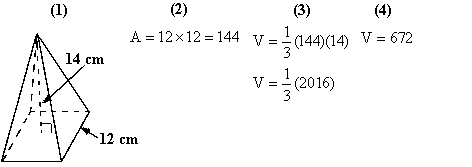 (1) (2) (3) (4)
A = 12 × 12 = 144
V = 1/3 (144)(14)
V = 672
14 cm
V = 1/3 (2016)
12 cm